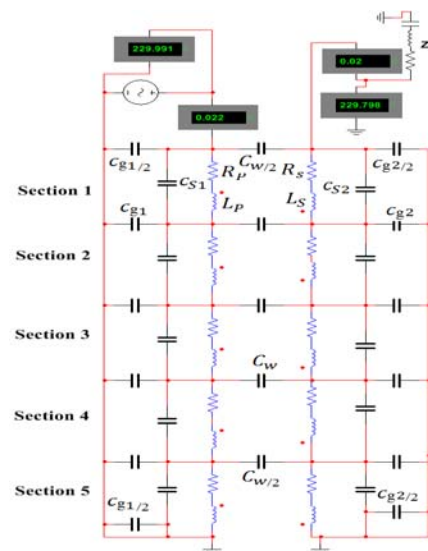 229.991
0.02
Z
229.798
0.022
Cg1/2
Cw/2
Cg2/2
RP
RS
Section 1
CS1
CS2
LP
LS
Cg1
Cg2
Section 2
Section 3
Cw
Section 4
Cw/2
Section 5
Cg1/2
Cg2/2